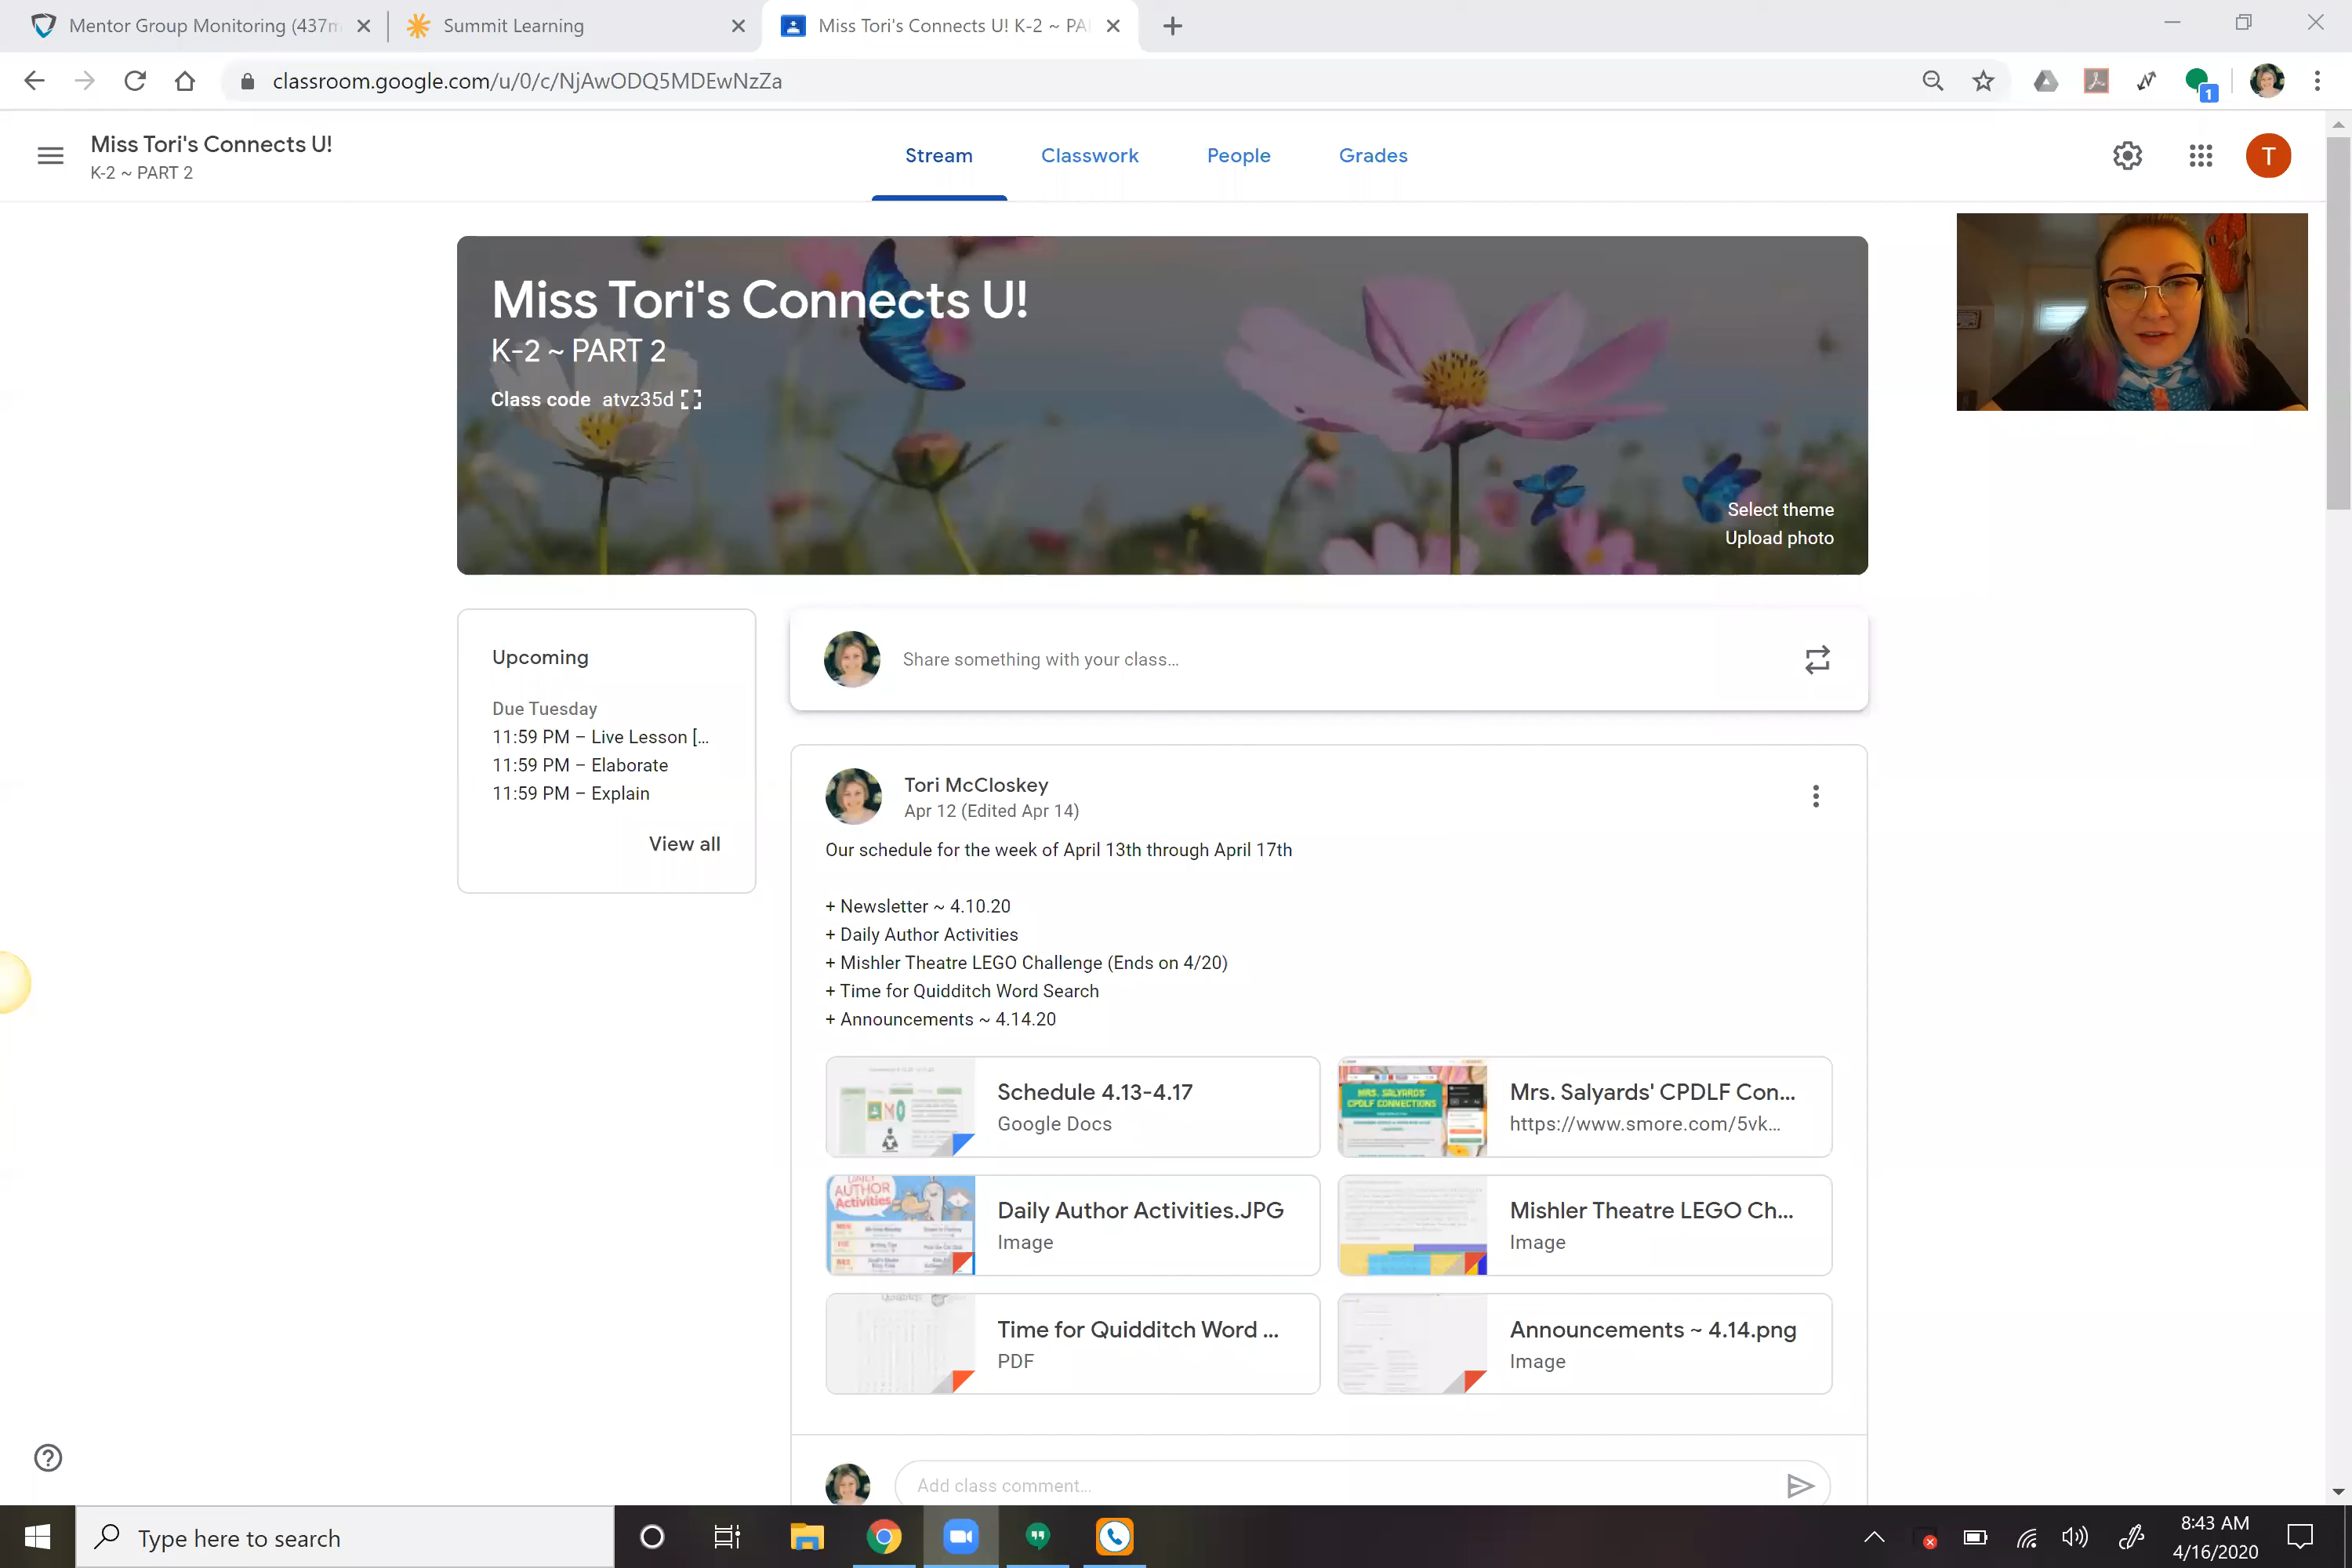 Mentor Group Monitoring (437m
Summit Learning
Miss Tori's Connects U! K-2 ~ PA
classroom.google.com/u/0/c/NjAwODQ5MDEwNzZa
1
Miss Tori's Connects U!
K-2 ~ PART 2
Stream
Classwork
People
Grades
T
Miss Tori's Connects U!
K-2 ~ PART 2
Class code atvz35d
Select theme
Upload photo
Upcoming
Due Tuesday
11:59 PM – Live Lesson [...
11:59 PM – Elaborate
11:59 PM – Explain
View all
Share something with your class...
Tori McCloskey
Apr 12 (Edited Apr 14)
Our schedule for the week of April 13th through April 17th
+ Newsletter ~ 4.10.20
+ Daily Author Activities
+ Mishler Theatre LEGO Challenge (Ends on 4/20)
+ Time for Quidditch Word Search
+ Announcements ~ 4.14.20
Schedule 4.13-4.17
Google Docs
MRS. SALYARDS'
CPDLF CONNECTIONS
Mrs. Salyards' CPDLF Con...
https://www.smore.com/5vk...
AUTHOR
Activities
Daily Author Activities.JPG
Image
Mishler Theatre LEGO Ch...
Image
Time for Quidditch Word ...
PDF
Announcements ~ 4.14.png
Image
Add class comment...
Type here to search
8:43 AM
4/16/2020